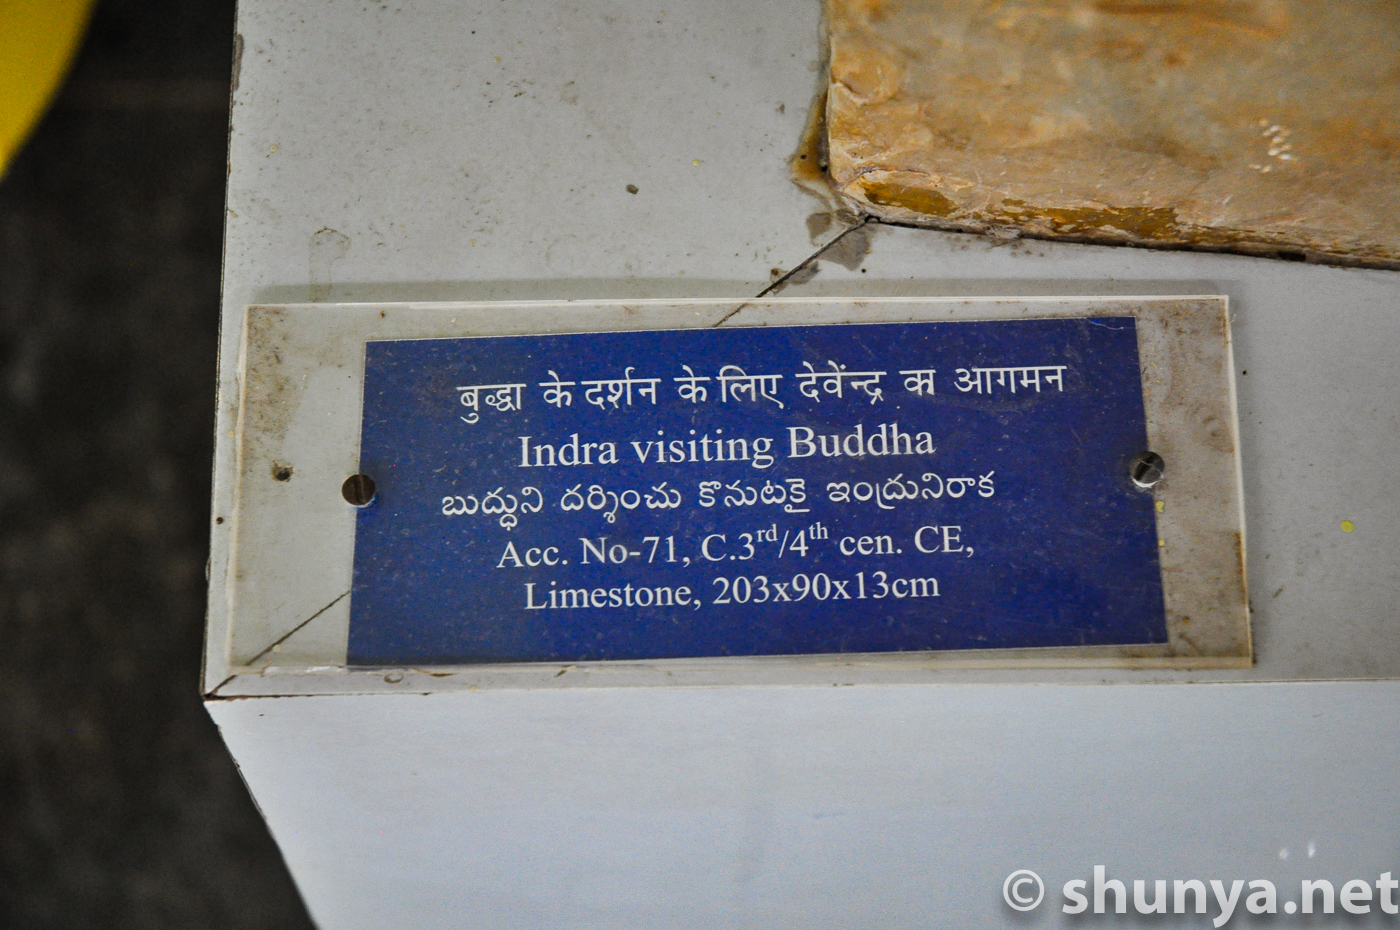 बुद्धा के दर्शन के लिए देवेंन्द्र का आगमन
Indra visiting Buddha
బుద్ధుని దర్శించు కొనుటకై ఇంద్రునిరాక
Acc. No-71, C.3rd/4th cen. CE,
Limestone, 203x90x13cm
© shunya.net